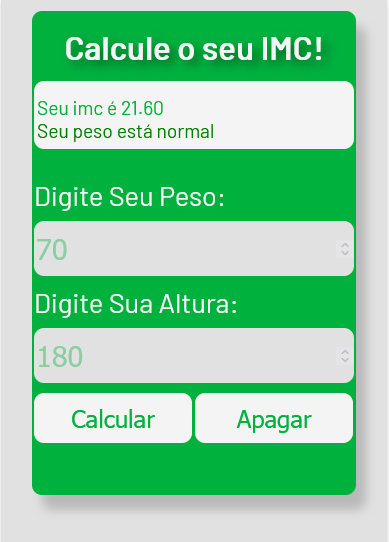 Calcule o seu IMC!
Seu imc é 21.60
Seu peso está normal
Digite Seu Peso:
70
Digite Sua Altura:
180
Calcular Apagar